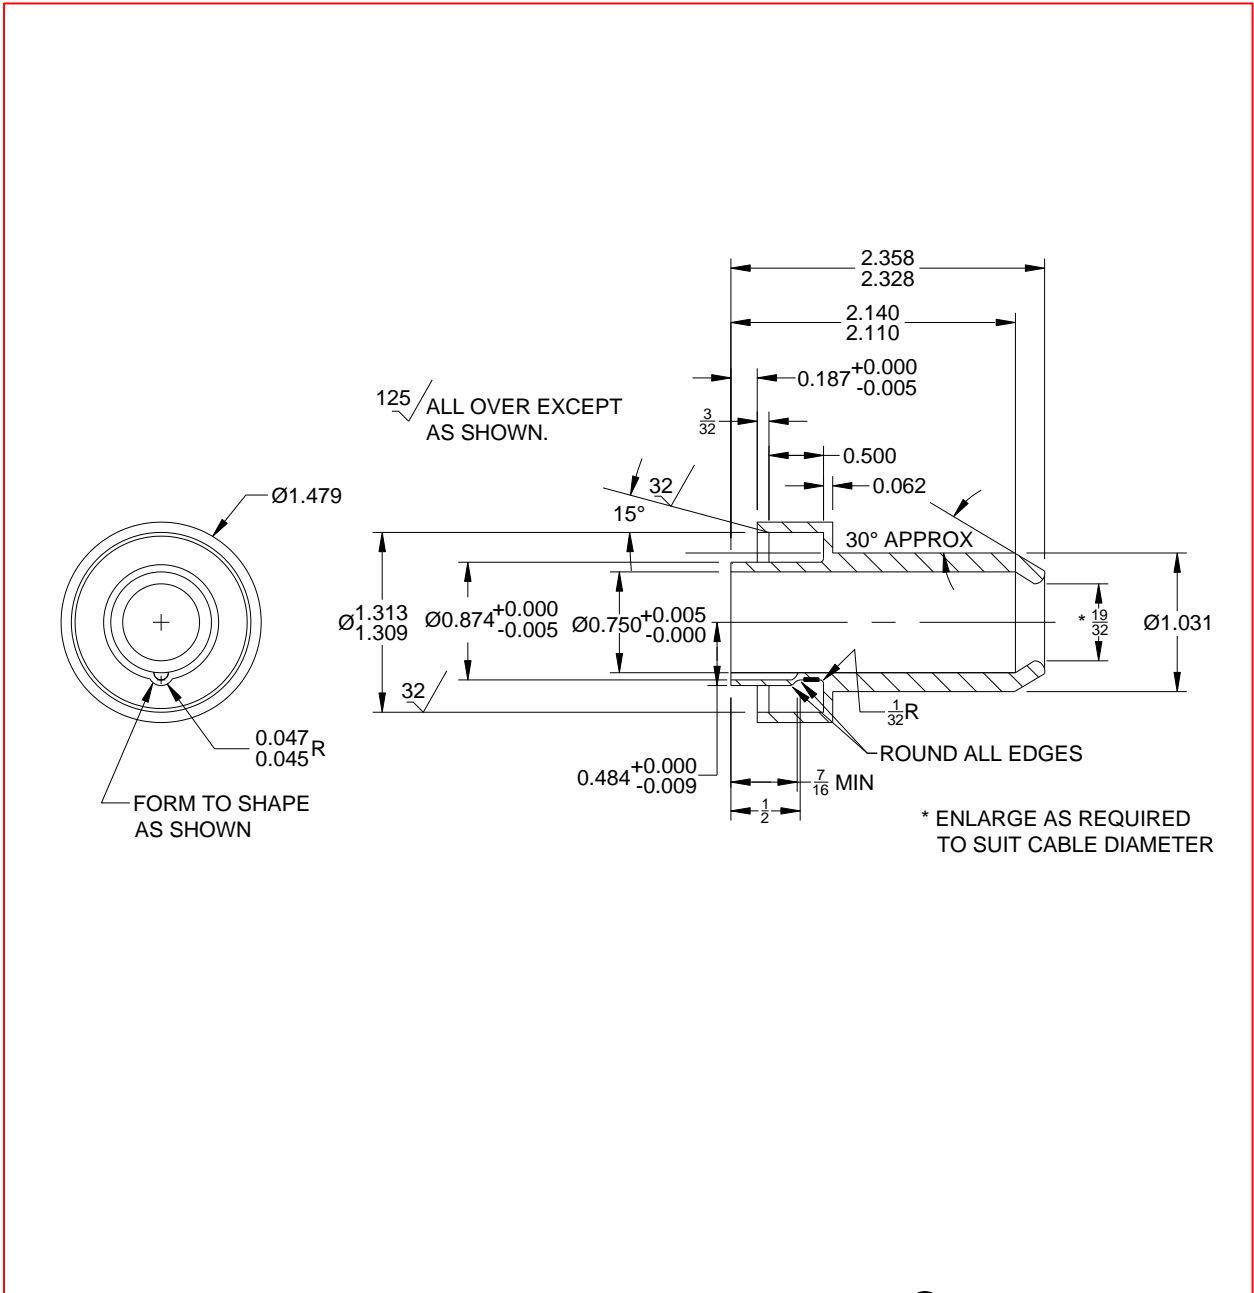 2.358
2.328
2.140
2.110
0.187 +0.000
-0.005
125 ALL OVER EXCEPT
AS SHOWN.
3/32
0.500
0.062
32
15°
Ø1.479
30° APPROX
Ø1.313
1.309
Ø0.874 +0.000
-0.005
Ø0.750 +0.005
-0.000
* 19/32
Ø1.031
32
1/32 R
0.047
0.045 R
ROUND ALL EDGES
0.484 +0.000
-0.009
7/16 MIN
1/2
FORM TO SHAPE
AS SHOWN
* ENLARGE AS REQUIRED
TO SUIT CABLE DIAMETER